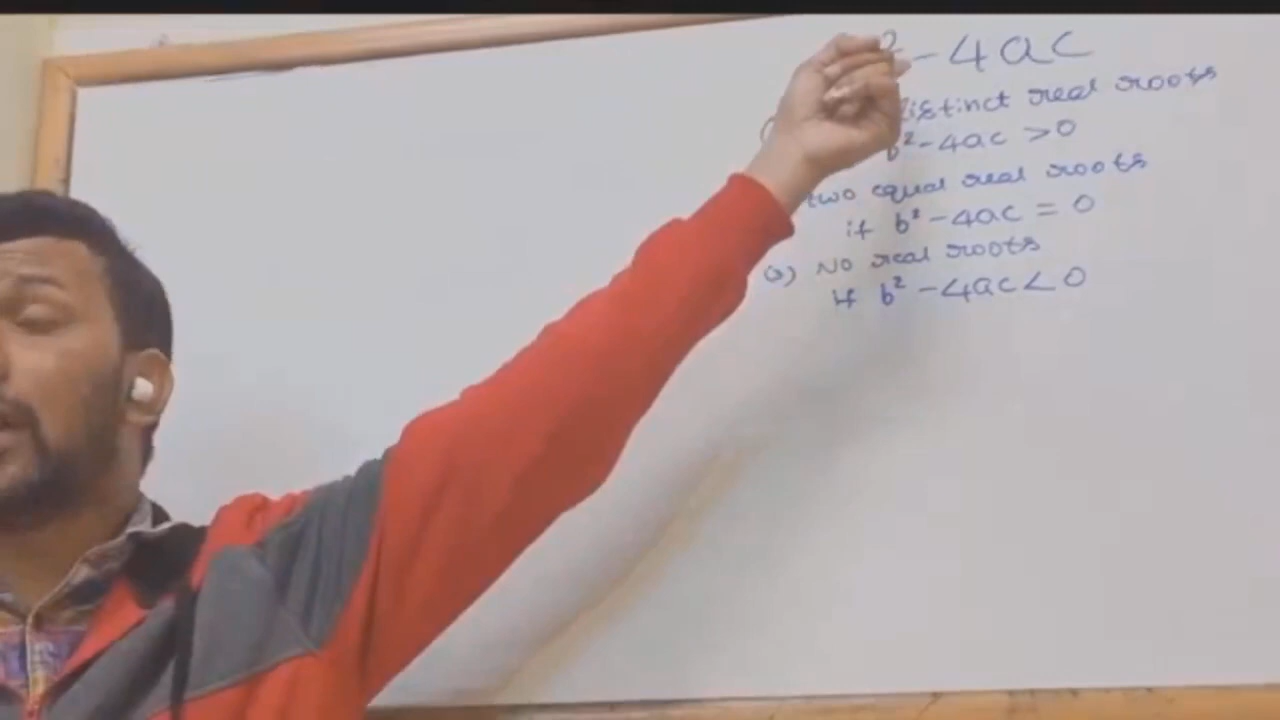 ² - 4ac
distinct real roots
b² - 4ac > 0
two equal real roots
if b² - 4ac = 0
No real roots
if b² - 4ac < 0